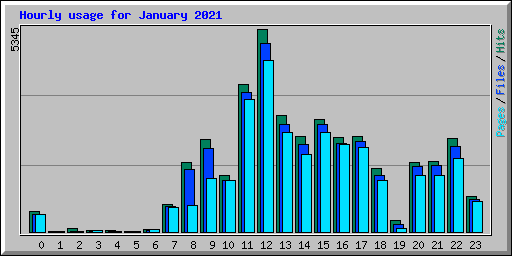 Hourly usage for January 2021
5345
Pages/Files/Hits
0 1 2 3 4 5 6 7 8 9 10 11 12 13 14 15 16 17 18 19 20 21 22 23